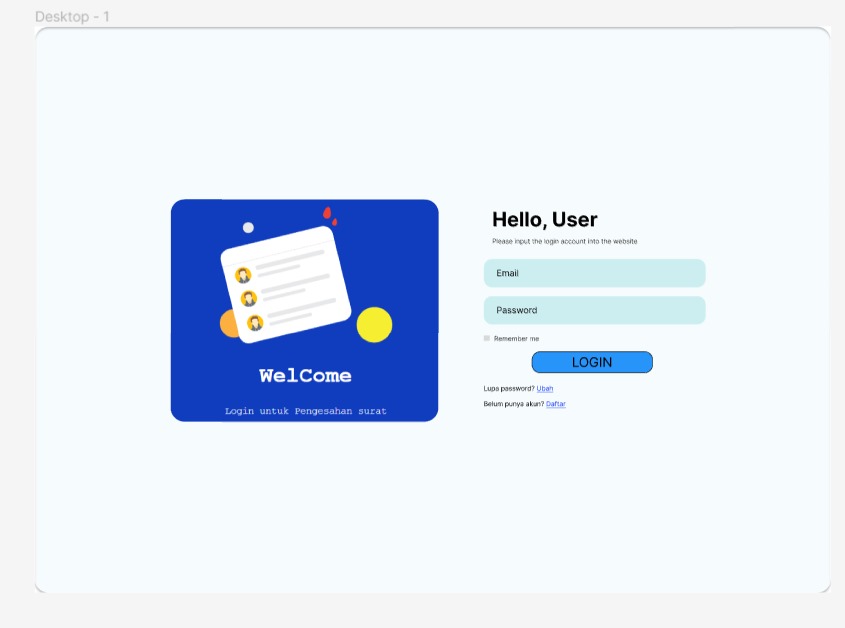 Desktop - 1
WelCome
Login untuk Pengesahan surat
Hello, User
Please input the login account into the website
Email
Password
Remember me
LOGIN
Lupa password? Ubah
Belum punya akun? Daftar